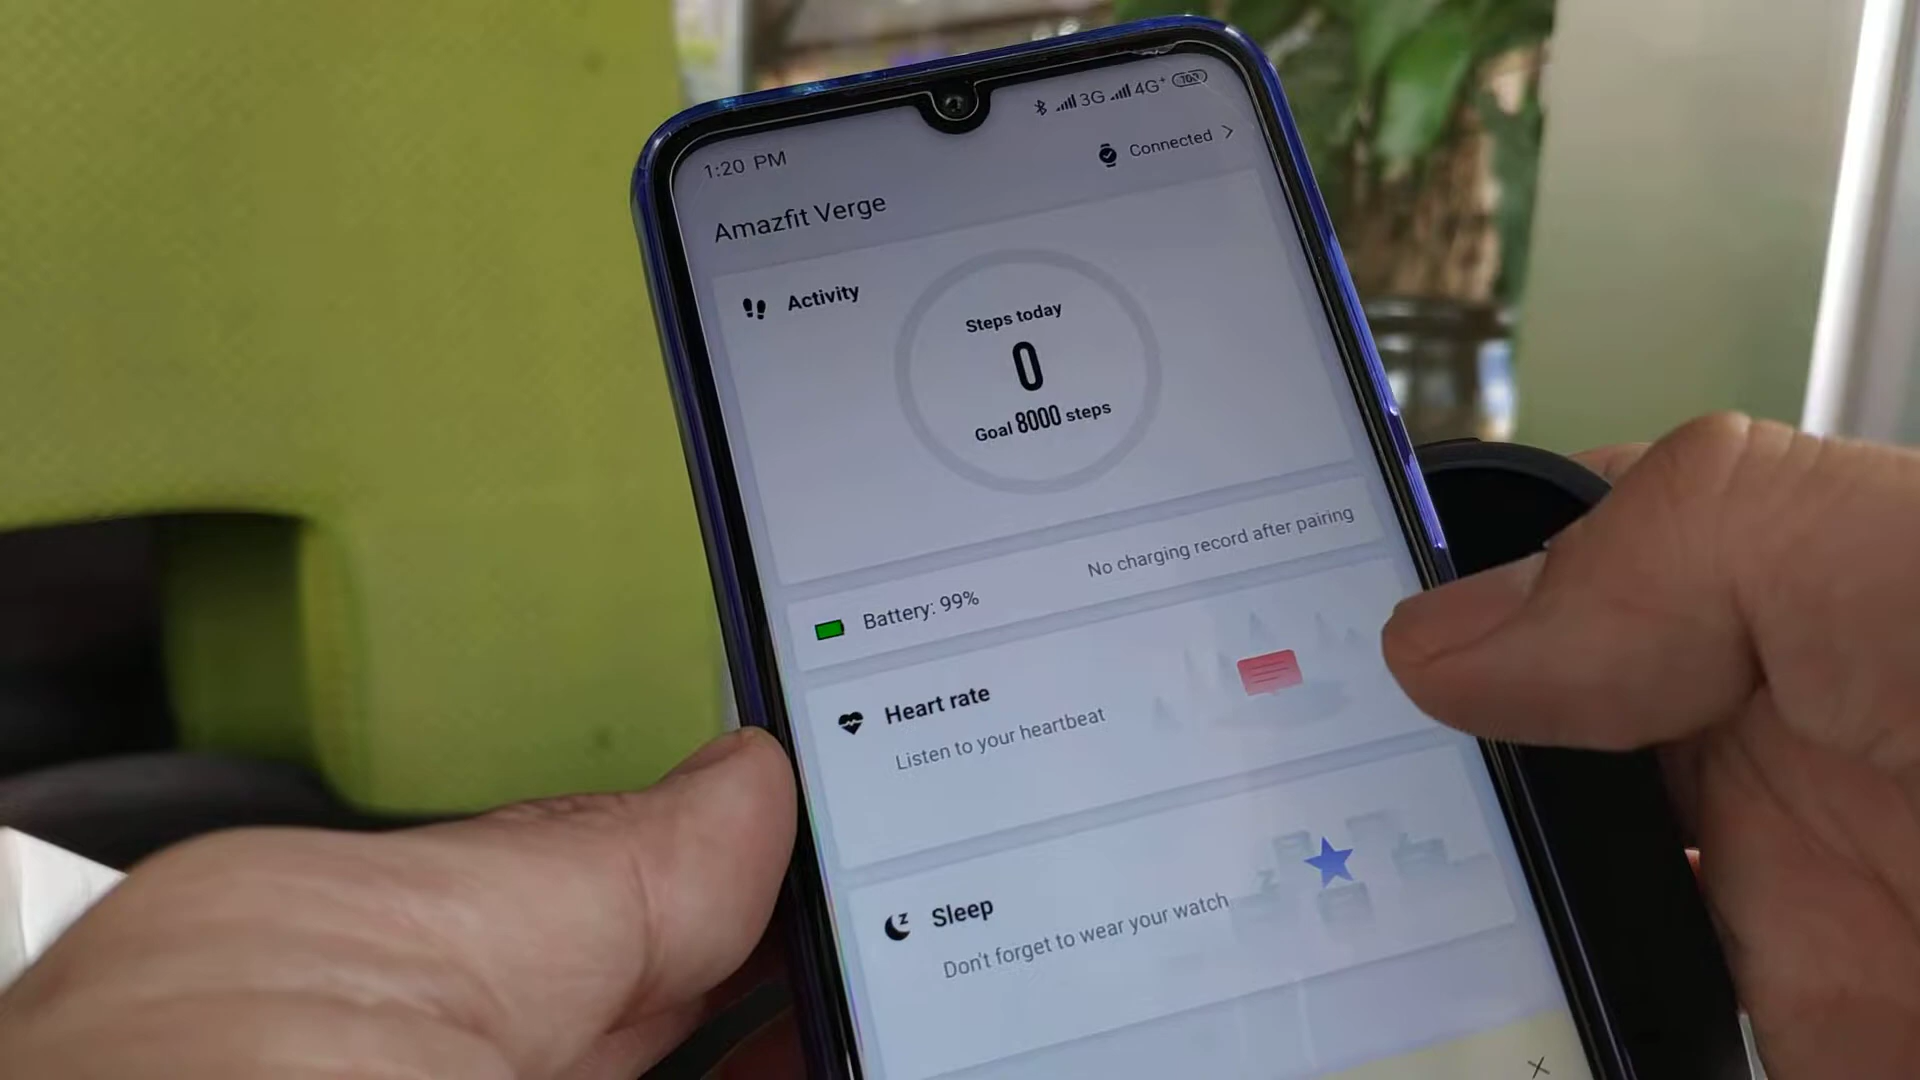 3G 4G+ 100
1:20 PM
Connected
Amazfit Verge
Activity
Steps today
0
Goal 8000 steps
Battery: 99%
No charging record after pairing
Heart rate
Listen to your heartbeat
Sleep
Don't forget to wear your watch